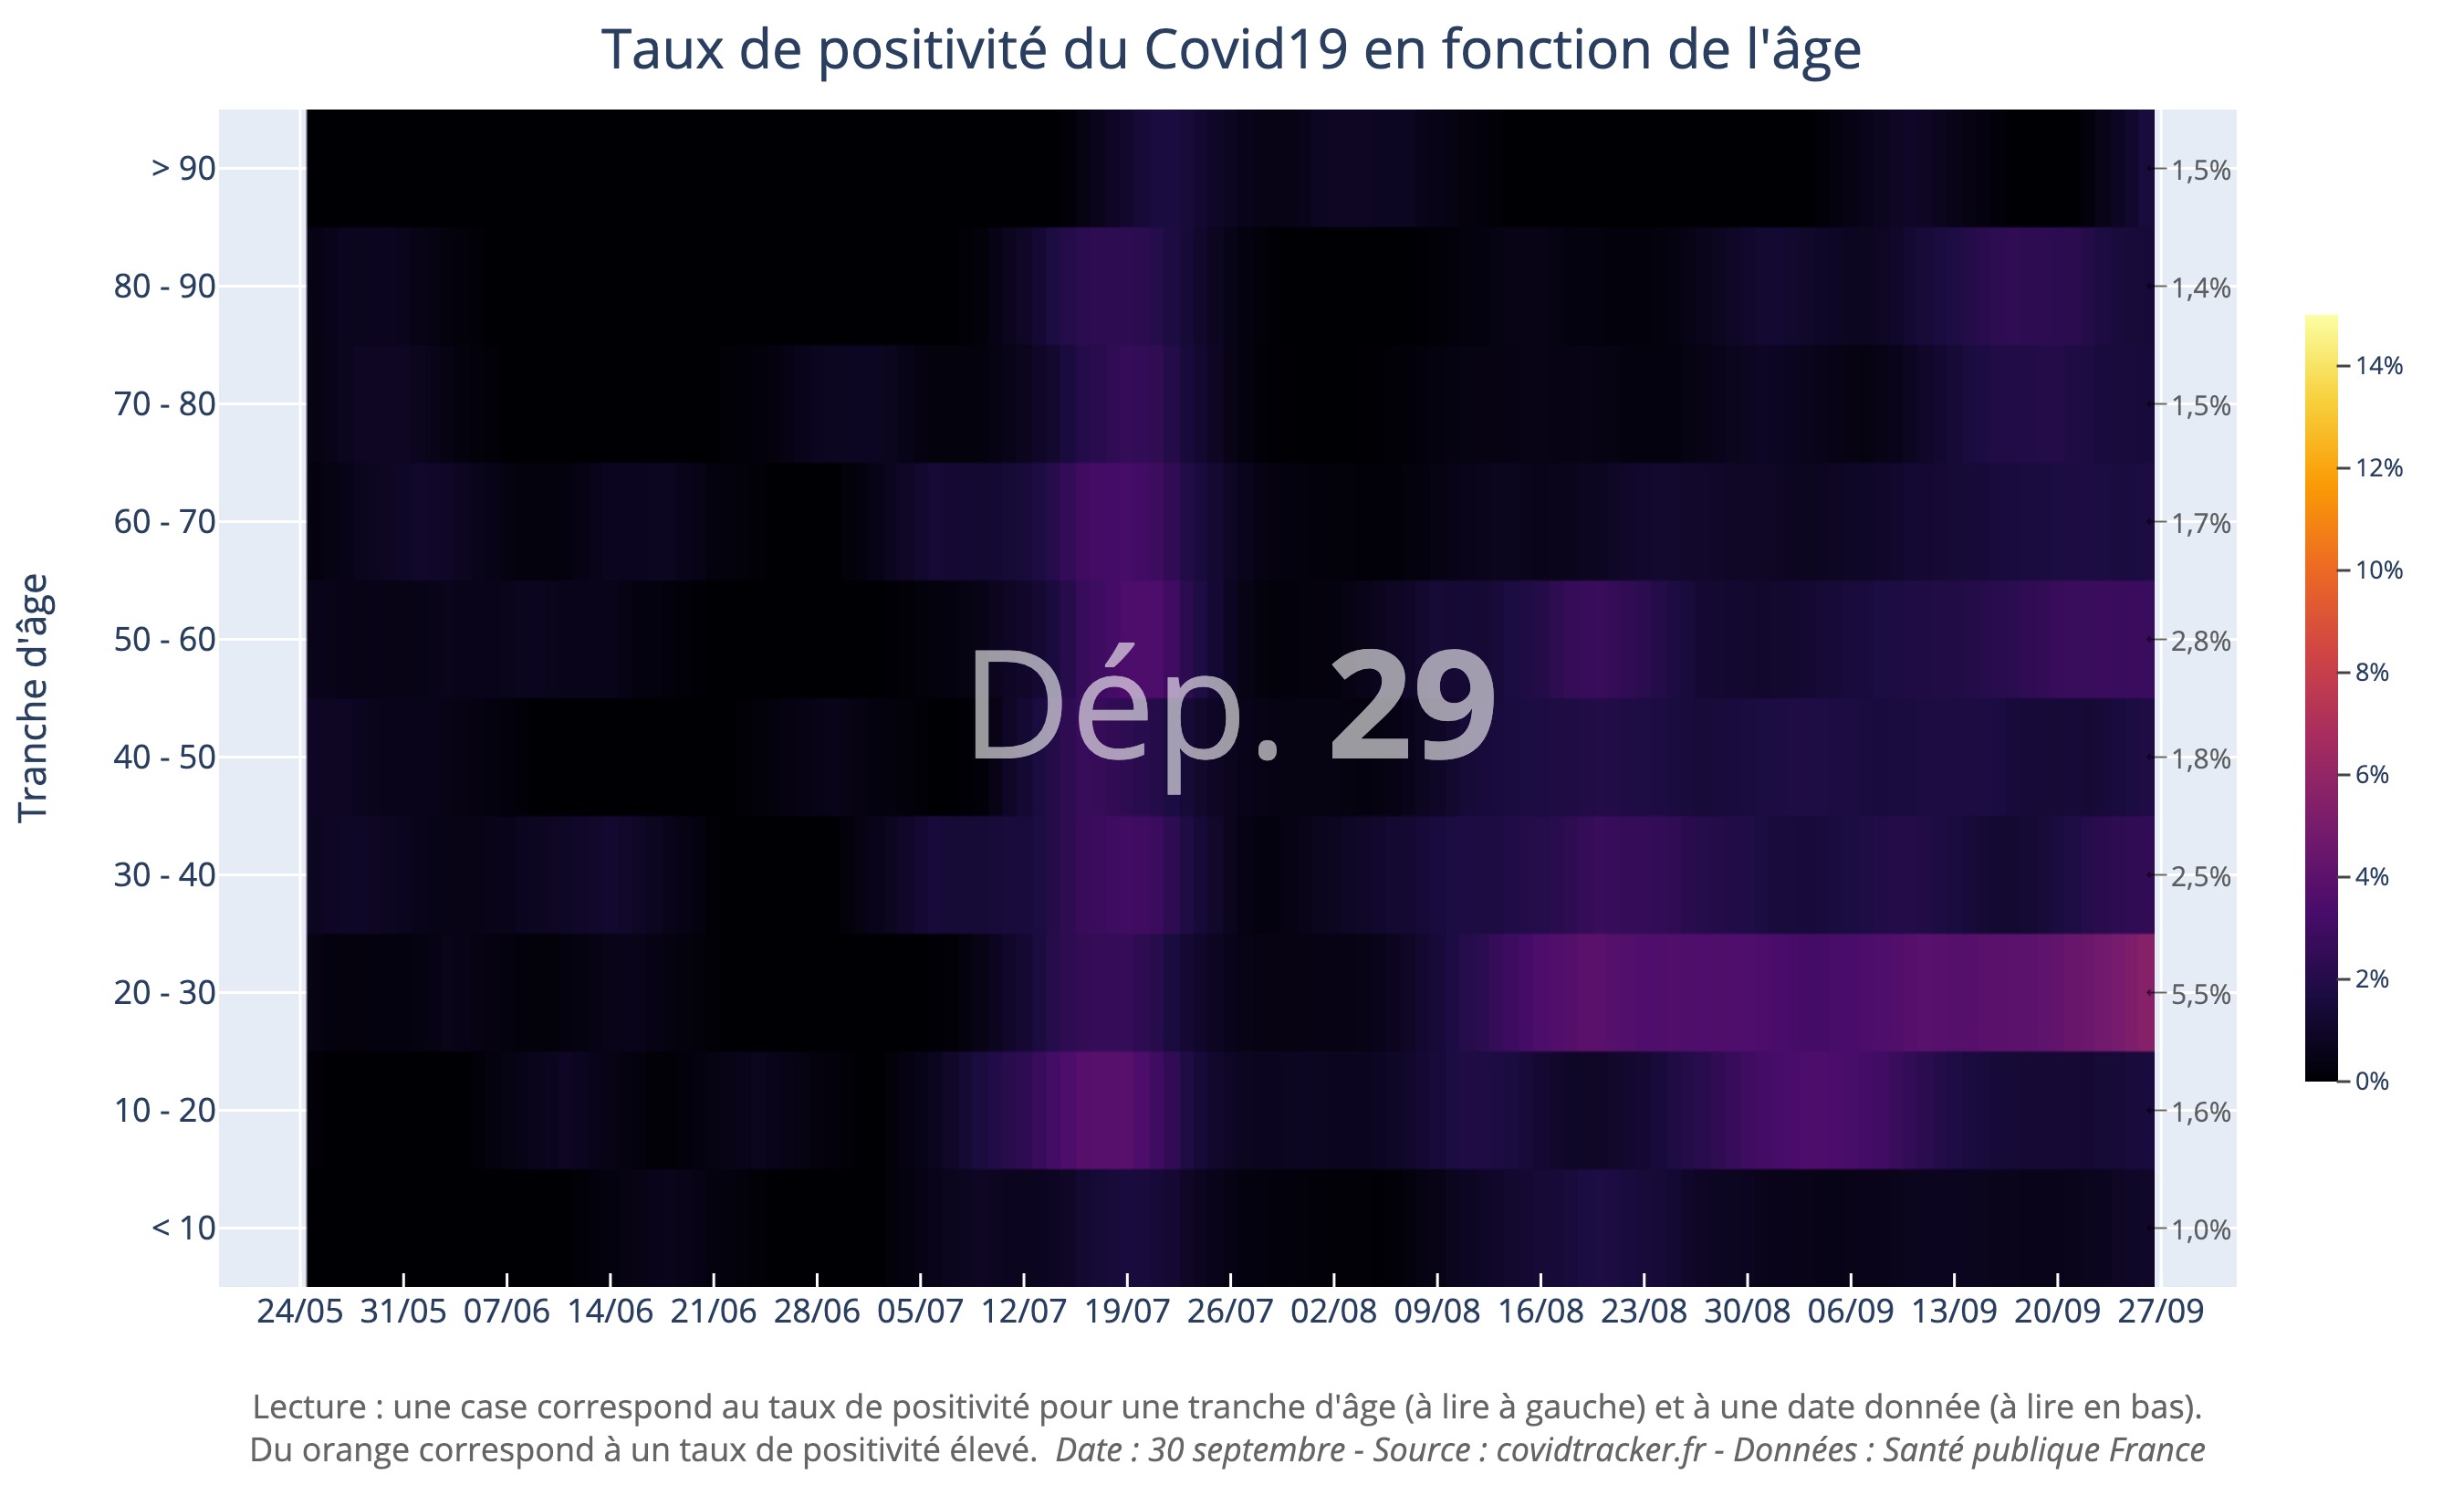 Taux de positivité du Covid19 en fonction de l'âge
Tranche d'âge
> 90
80 - 90
70 - 80
60 - 70
50 - 60
40 - 50
30 - 40
20 - 30
10 - 20
< 10
Dép. 29
1,5%
1,4%
1,5%
1,7%
2,8%
1,8%
2,5%
5,5%
1,6%
1,0%
14%
12%
10%
8%
6%
4%
2%
0%
24/05 31/05 07/06 14/06 21/06 28/06 05/07 12/07 19/07 26/07 02/08 09/08 16/08 23/08 30/08 06/09 13/09 20/09 27/09
Lecture : une case correspond au taux de positivité pour une tranche d'âge (à lire à gauche) et à une date donnée (à lire en bas).
Du orange correspond à un taux de positivité élevé. Date : 30 septembre - Source : covidtracker.fr - Données : Santé publique France